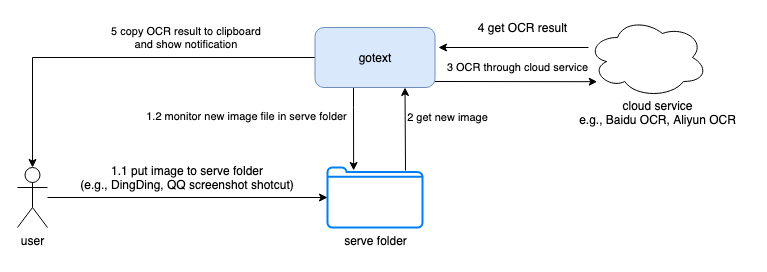 5 copy OCR result to clipboard
and show notification
4 get OCR result
gotext
3 OCR through cloud service
cloud service
e.g., Baidu OCR, Aliyun OCR
1.2 monitor new image file in serve folder
2 get new image
1.1 put image to serve folder
(e.g., DingDing, QQ screenshot shotcut)
user
serve folder